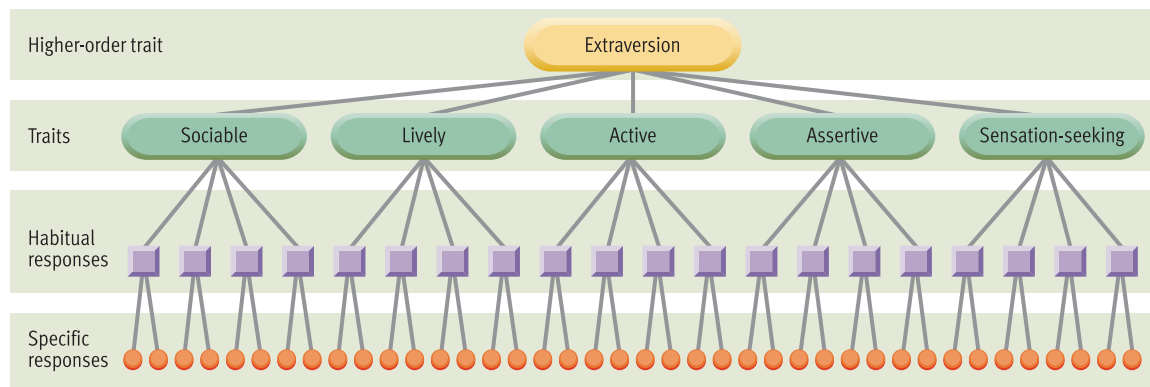 Higher-order trait
Extraversion
Traits
Sociable
Lively
Active
Assertive
Sensation-seeking
Habitual
responses
Specific
responses